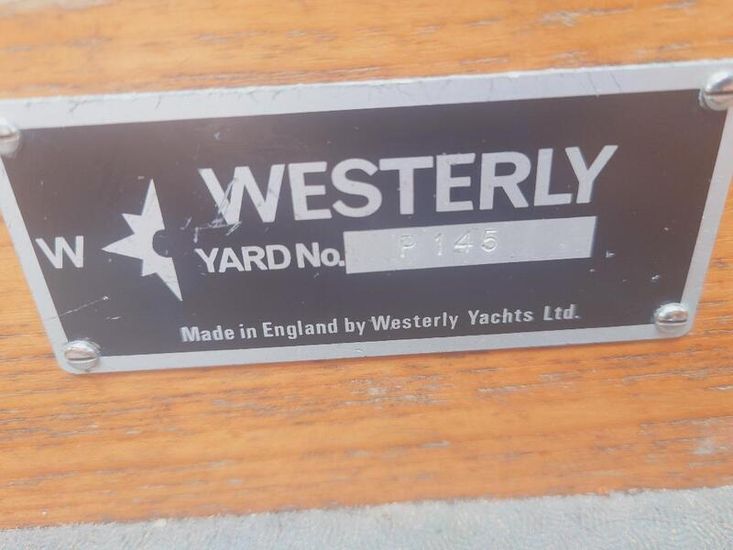 WESTERLY
W
YARD No. P 145
Made in England by Westerly Yachts Ltd.